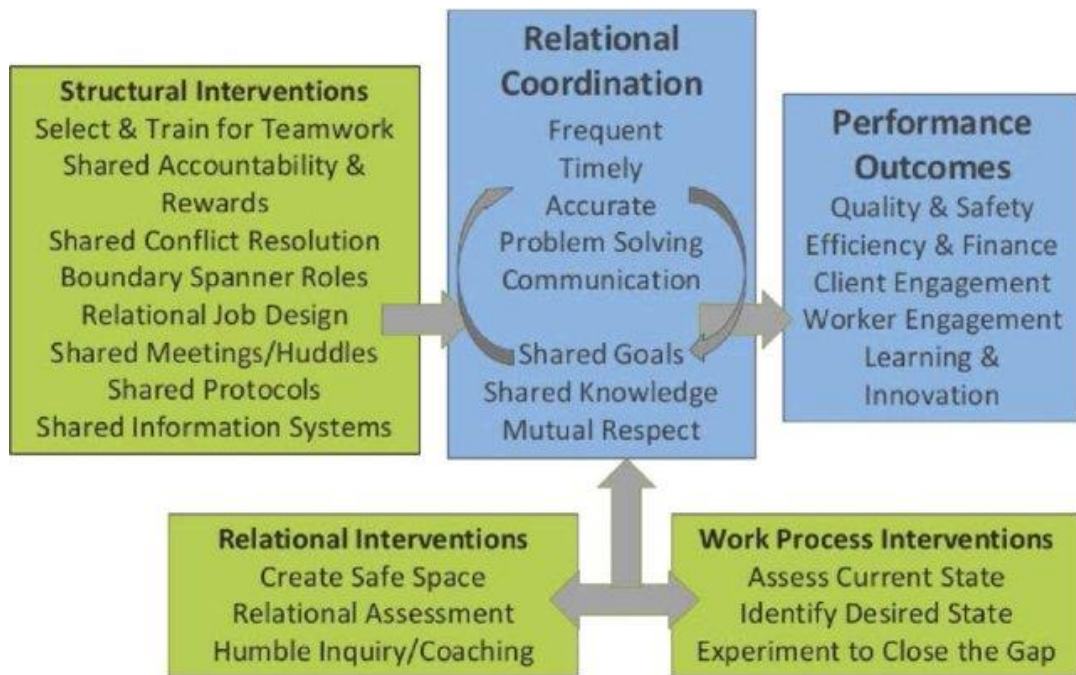 Structural Interventions
Select & Train for Teamwork
Shared Accountability &
Rewards
Shared Conflict Resolution
Boundary Spanner Roles
Relational Job Design
Shared Meetings/Huddles
Shared Protocols
Shared Information Systems
Relational
Coordination
Frequent
Timely
Accurate
Problem Solving
Communication
Shared Goals
Shared Knowledge
Mutual Respect
Performance
Outcomes
Quality & Safety
Efficiency & Finance
Client Engagement
Worker Engagement
Learning &
Innovation
Relational Interventions
Create Safe Space
Relational Assessment
Humble Inquiry/Coaching
Work Process Interventions
Assess Current State
Identify Desired State
Experiment to Close the Gap